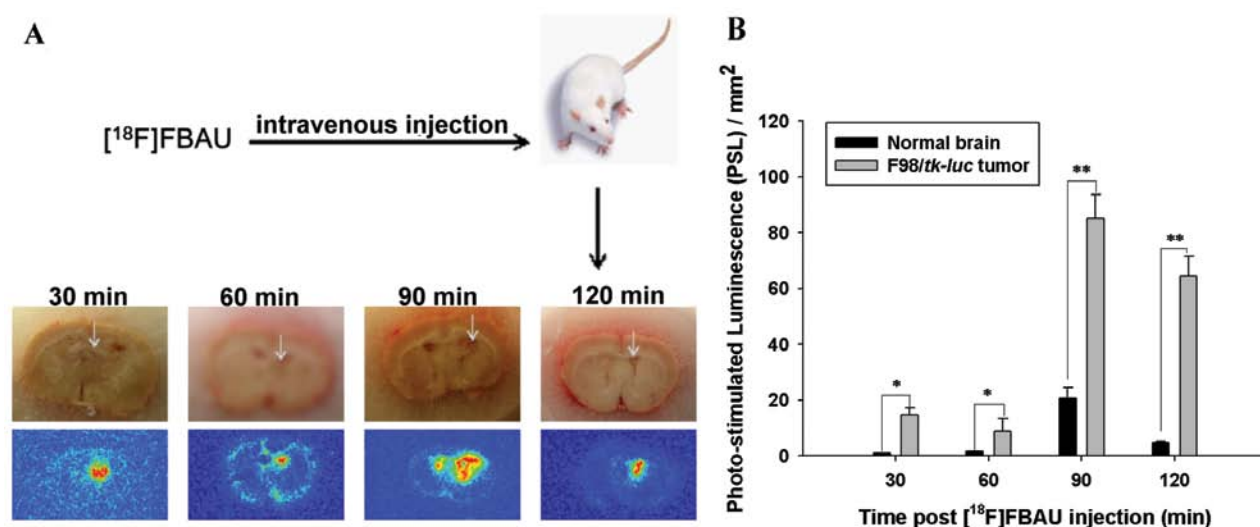 A
[¹⁸F]FBAU
intravenous injection
30 min
60 min
90 min
120 min
B
Photo-stimulated Luminescence (PSL) / mm²
120
100
80
60
40
20
0
Normal brain
F98/tk-luc tumor
*
*
**
**
30
60
90
120
Time post [¹⁸F]FBAU injection (min)